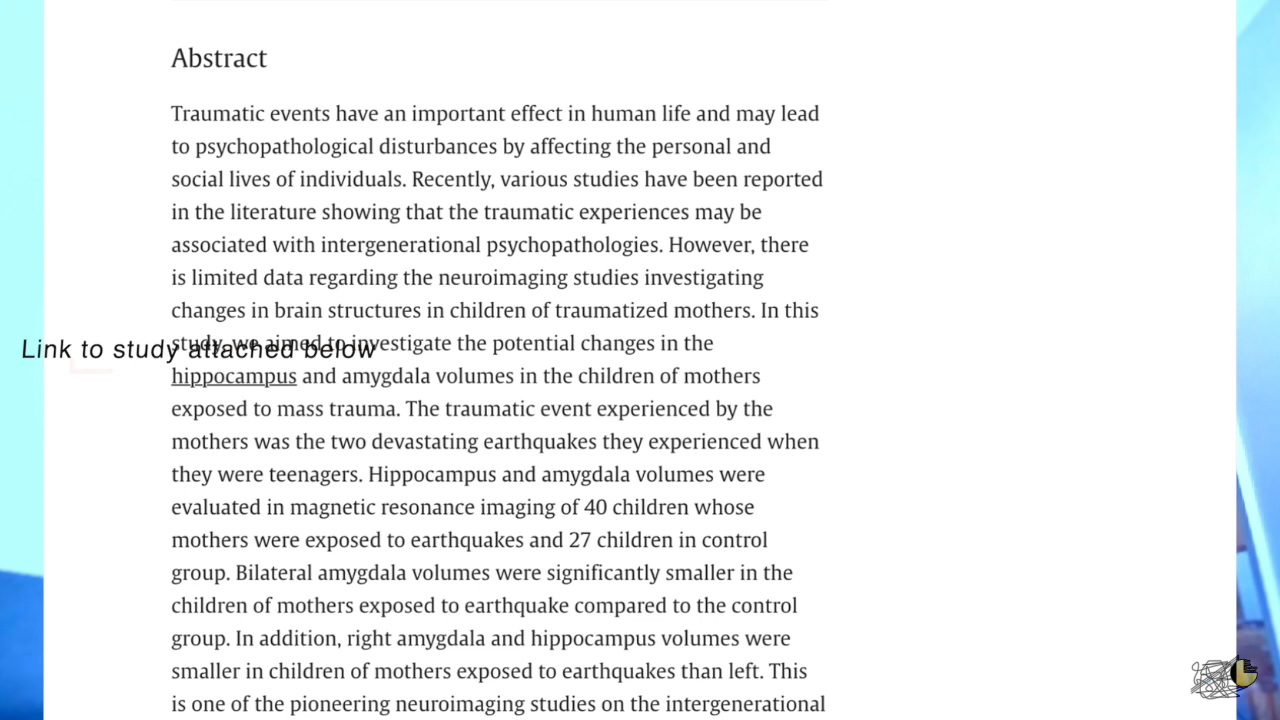 Abstract
Traumatic events have an important effect in human life and may lead
to psychopathological disturbances by affecting the personal and
social lives of individuals. Recently, various studies have been reported
in the literature showing that the traumatic experiences may be
associated with intergenerational psychopathologies. However, there
is limited data regarding the neuroimaging studies investigating
changes in brain structures in children of traumatized mothers. In this
study, we aimed to investigate the potential changes in the
Link to study attached below
hippocampus and amygdala volumes in the children of mothers
exposed to mass trauma. The traumatic event experienced by the
mothers was the two devastating earthquakes they experienced when
they were teenagers. Hippocampus and amygdala volumes were
evaluated in magnetic resonance imaging of 40 children whose
mothers were exposed to earthquakes and 27 children in control
group. Bilateral amygdala volumes were significantly smaller in the
children of mothers exposed to earthquake compared to the control
group. In addition, right amygdala and hippocampus volumes were
smaller in children of mothers exposed to earthquakes than left. This
is one of the pioneering neuroimaging studies on the intergenerational